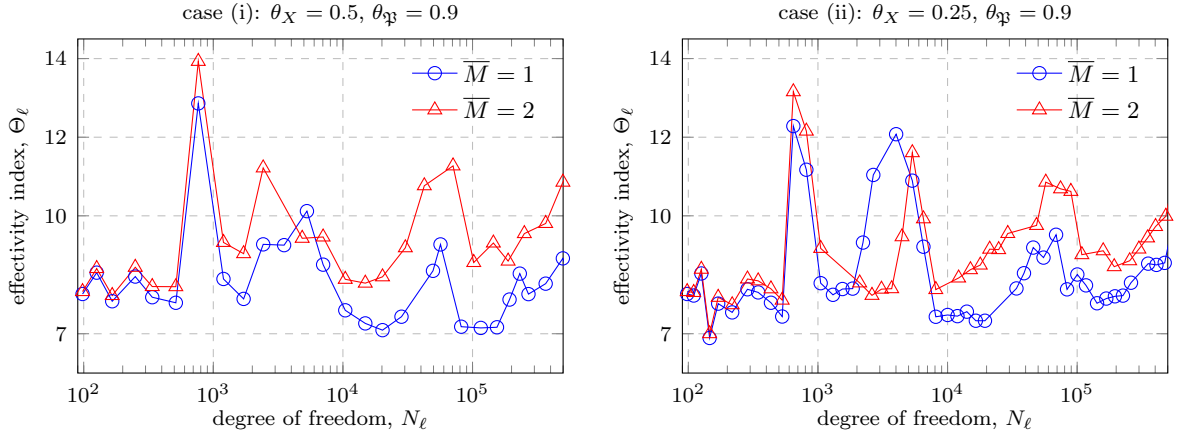 case (i): θ_X = 0.5, θ_𝔓 = 0.9
14
12
10
7
effectivity index, Θ_ℓ
M̅ = 1
M̅ = 2
10^2
10^3
10^4
10^5
degree of freedom, N_ℓ
case (ii): θ_X = 0.25, θ_𝔓 = 0.9
14
12
10
7
effectivity index, Θ_ℓ
M̅ = 1
M̅ = 2
10^2
10^3
10^4
10^5
degree of freedom, N_ℓ